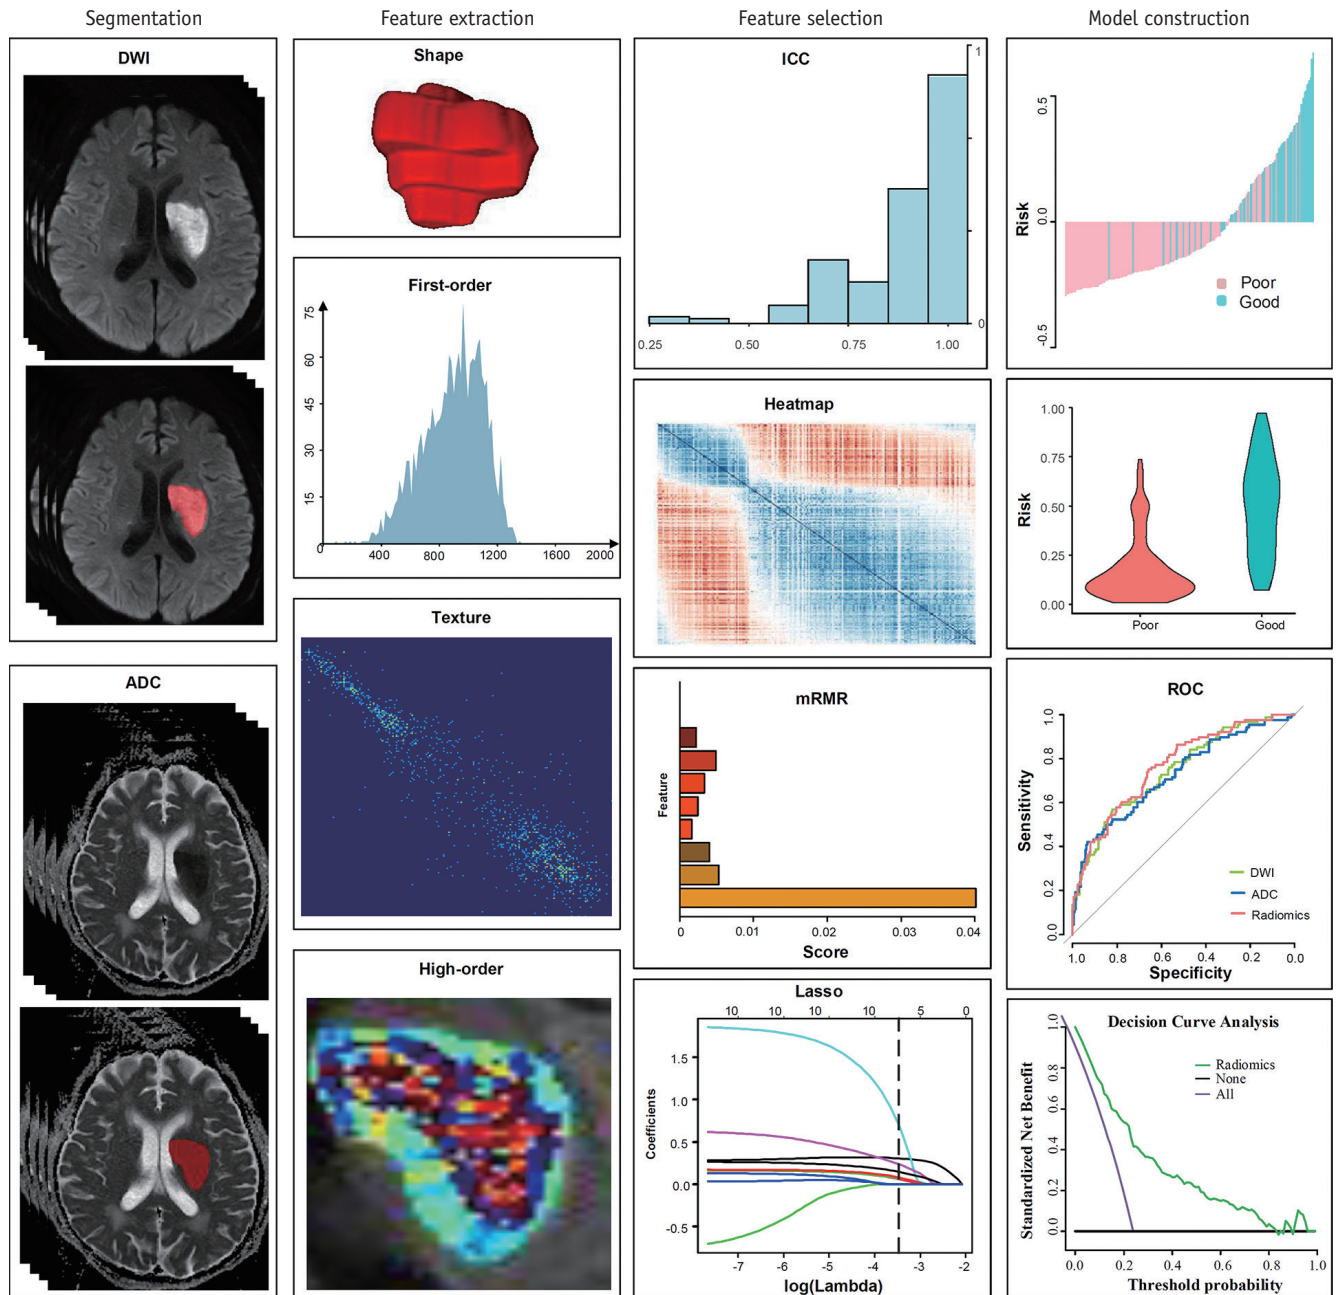 Segmentation
Feature extraction
Feature selection
Model construction
DWI
ADC
Shape
First-order
75
60
45
30
15
0 400 800 1200 1600 2000
Texture
High-order
ICC
1
0
0.25 0.50 0.75 1.00
Heatmap
mRMR
Feature
0 0.01 0.02 0.03 0.04
Score
Lasso
10 10 10 10 5 0
Coefficients
1.5
1.0
0.5
0.0
-0.5
-7 -6 -5 -4 -3 -2
log(Lambda)
Risk
0.5
0.0
-0.5
Poor
Good
Risk
1.00
0.75
0.50
0.25
0.00
Poor Good
ROC
Sensitivity
1.0
0.8
0.6
0.4
0.2
0.0
DWI
ADC
Radiomics
1.0 0.8 0.6 0.4 0.2 0.0
Specificity
Decision Curve Analysis
Standardized Net Benefit
1.0
0.8
0.6
0.4
0.2
0.0
Radiomics
None
All
0.0 0.2 0.4 0.6 0.8 1.0
Threshold probability